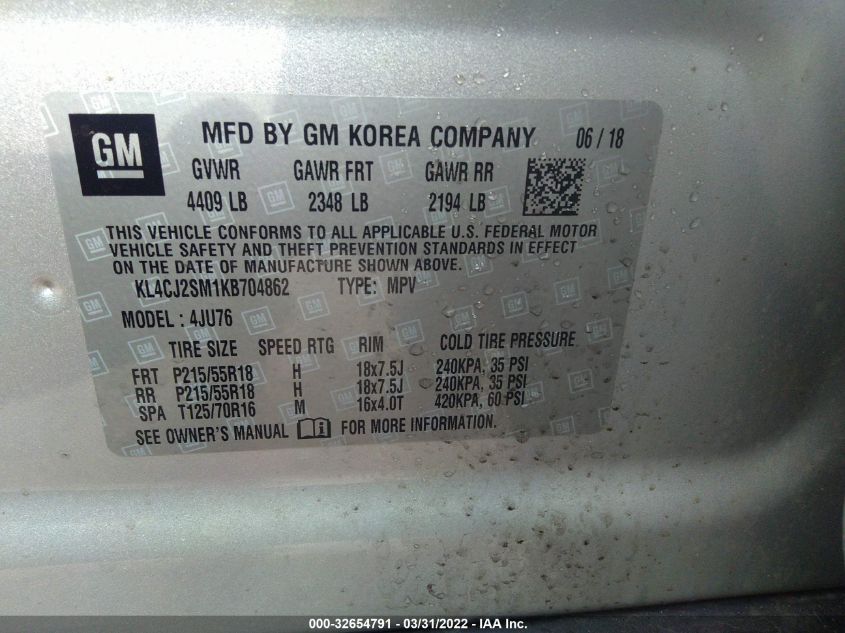 GM MFD BY GM KOREA COMPANY 06 / 18
GVWR GAWR FRT GAWR RR
4409 LB 2348 LB 2194 LB
THIS VEHICLE CONFORMS TO ALL APPLICABLE U.S. FEDERAL MOTOR
VEHICLE SAFETY AND THEFT PREVENTION STANDARDS IN EFFECT
ON THE DATE OF MANUFACTURE SHOWN ABOVE.
KL4CJ2SM1KB704862 TYPE: MPV
MODEL : 4JU76
TIRE SIZE SPEED RTG RIM COLD TIRE PRESSURE
FRT P215/55R18 H 18x7.5J 240KPA, 35 PSI
RR P215/55R18 H 18x7.5J 240KPA, 35 PSI
SPA T125/70R16 M 16x4.0T 420KPA, 60 PSI
SEE OWNER'S MANUAL FOR MORE INFORMATION.
000-32654791 - 03/31/2022 - IAA Inc.